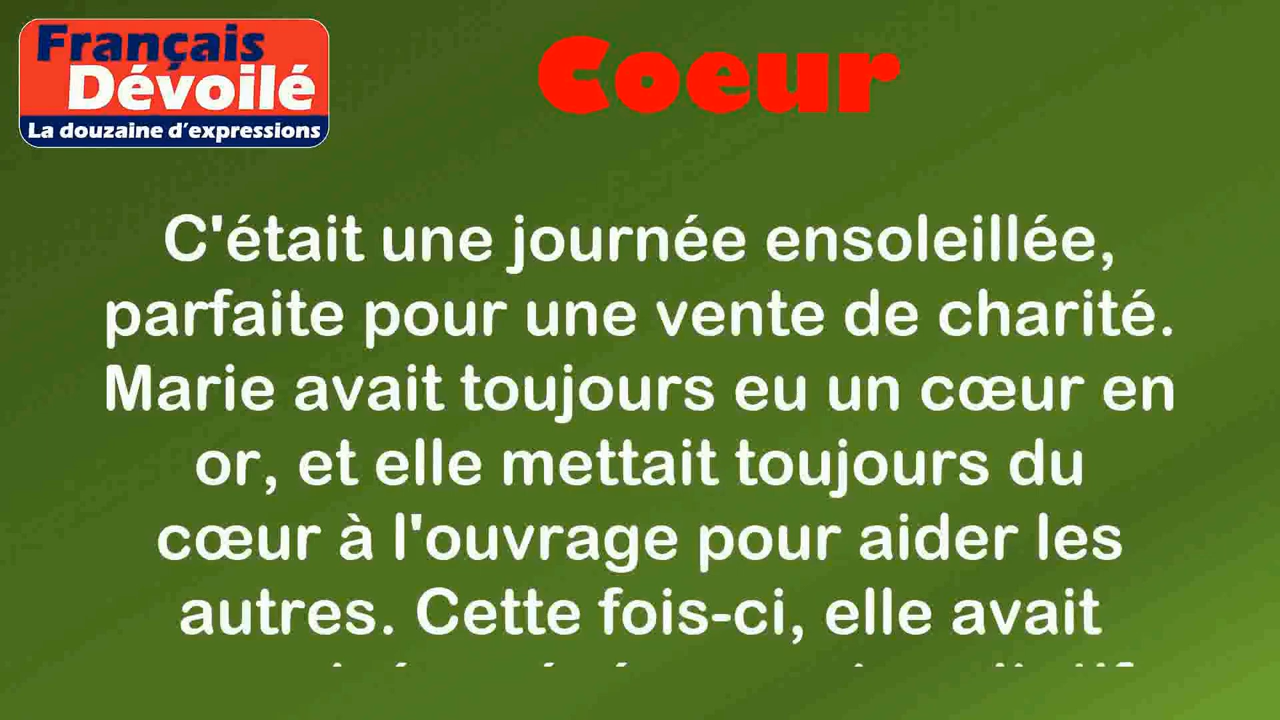 Français
Dévoilé
La douzaine d'expressions
Coeur
C'était une journée ensoleillée,
parfaite pour une vente de charité.
Marie avait toujours eu un cœur en
or, et elle mettait toujours du
cœur à l'ouvrage pour aider les
autres. Cette fois-ci, elle avait